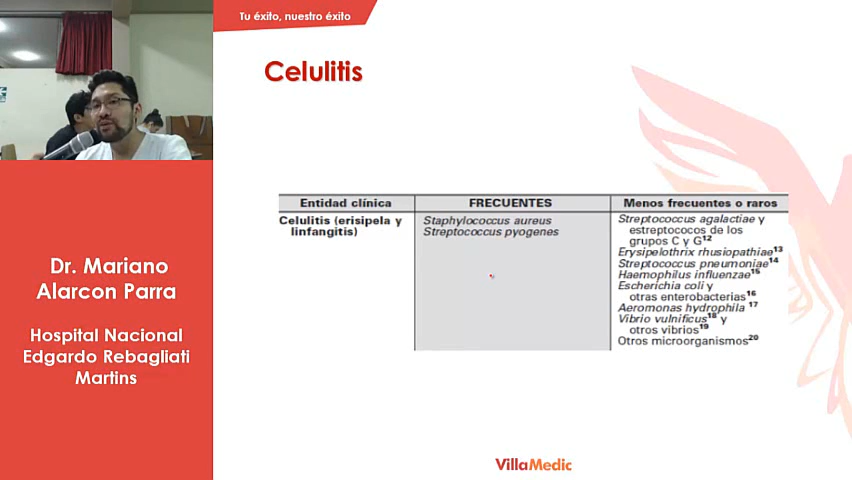 Tu éxito, nuestro éxito
Celulitis
Dr. Mariano
Alarcon Parra
Hospital Nacional
Edgardo Rebagliati
Martins
Entidad clínica
FRECUENTES
Menos frecuentes o raros
Celulitis (erisipela y
linfangitis)
Staphylococcus aureus
Streptococcus pyogenes
Streptococcus agalactiae y
estreptococos de los
grupos C y G12
Erysipelothrix rhusiopathiae13
Streptococcus pneumoniae14
Haemophilus influenzae15
Escherichia coli y
otras enterobacterias16
Aeromonas hydrophila 17
Vibrio vulnificus18 y
otros vibrios19
Otros microorganismos20
VillaMedic